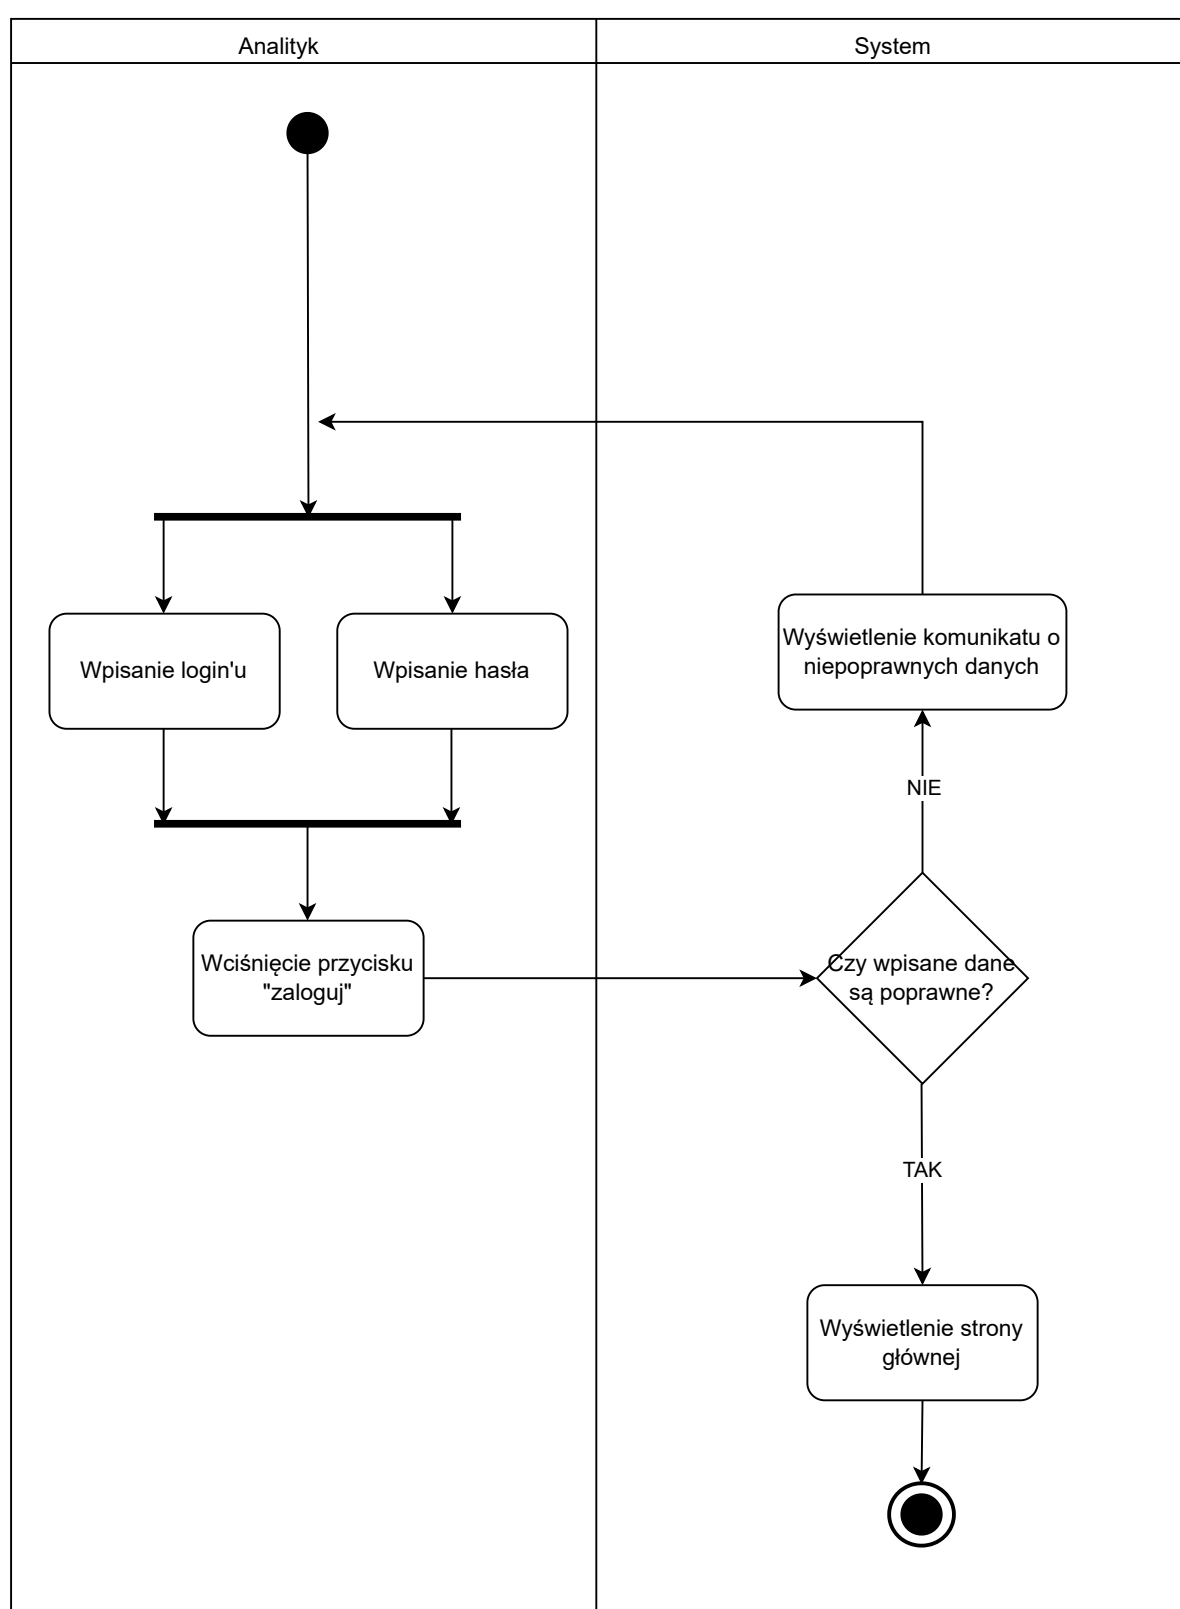 Analityk
System
Wpisanie login'u
Wpisanie hasła
Wyświetlenie komunikatu o
niepoprawnych danych
NIE
Wciśnięcie przycisku
"zaloguj"
Czy wpisane dane
są poprawne?
TAK
Wyświetlenie strony
głównej